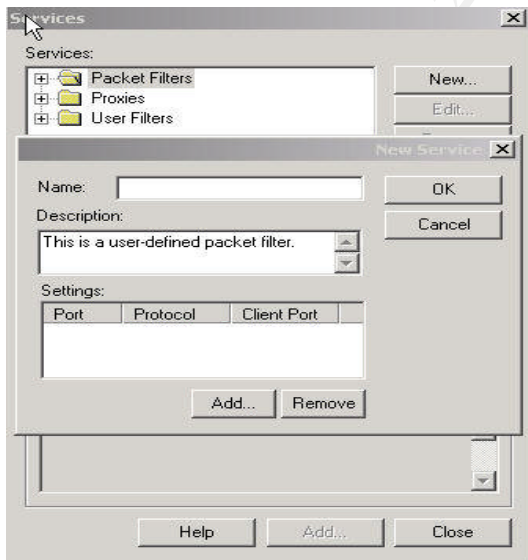 Services
Services:
Packet Filters
New...
Proxies
Edit...
User Filters
New Service
Name:
OK
Description:
Cancel
This is a user-defined packet filter.
Settings:
Port Protocol Client Port
Add... Remove
Help Add... Close